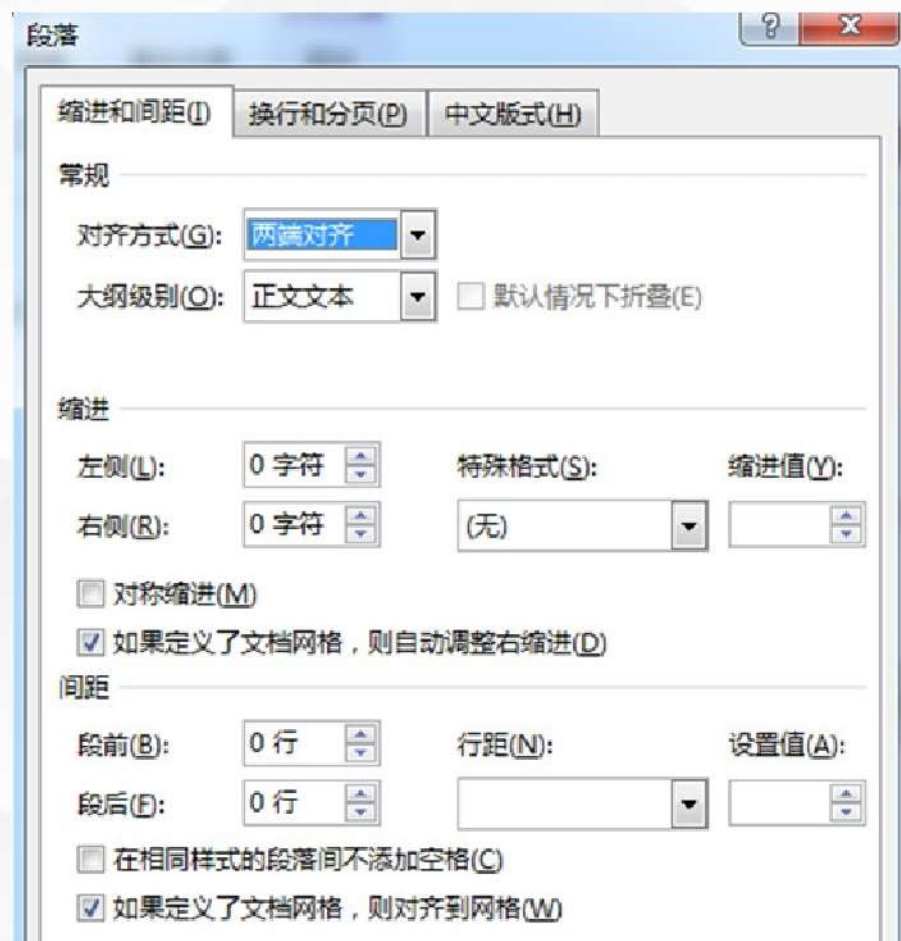 段落
缩进和间距(I) 换行和分页(P) 中文版式(H)
常规
对齐方式(G): 两端对齐
大纲级别(O): 正文文本 默认情况下折叠(E)
缩进
左侧(L): 0 字符 特殊格式(S): 缩进值(Y):
右侧(R): 0 字符 (无)
对称缩进(M)
如果定义了文档网格，则自动调整右缩进(D)
间距
段前(B): 0 行 行距(N): 设置值(A):
段后(F): 0 行
在相同样式的段落间不添加空格(C)
如果定义了文档网格，则对齐到网格(W)